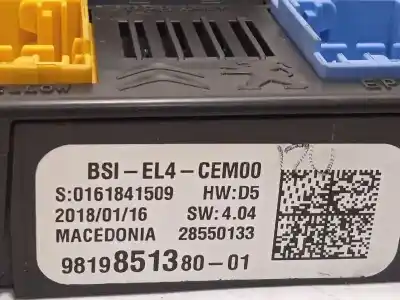 BSI-EL4-CEM00
S:0161841509 HW:D5
2018/01/16 SW: 4.04
MACEDONIA 28550133
9819851380-01